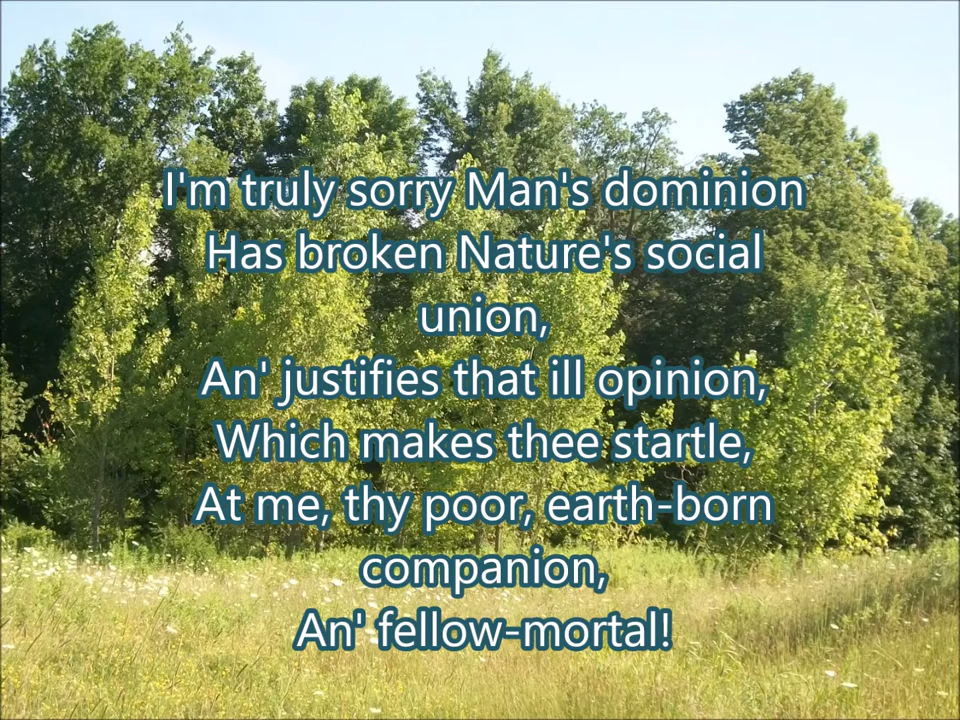 I'm truly sorry Man's dominion
Has broken Nature's social
union,
An' justifies that ill opinion,
Which makes thee startle,
At me, thy poor, earth-born
companion,
An' fellow-mortal!